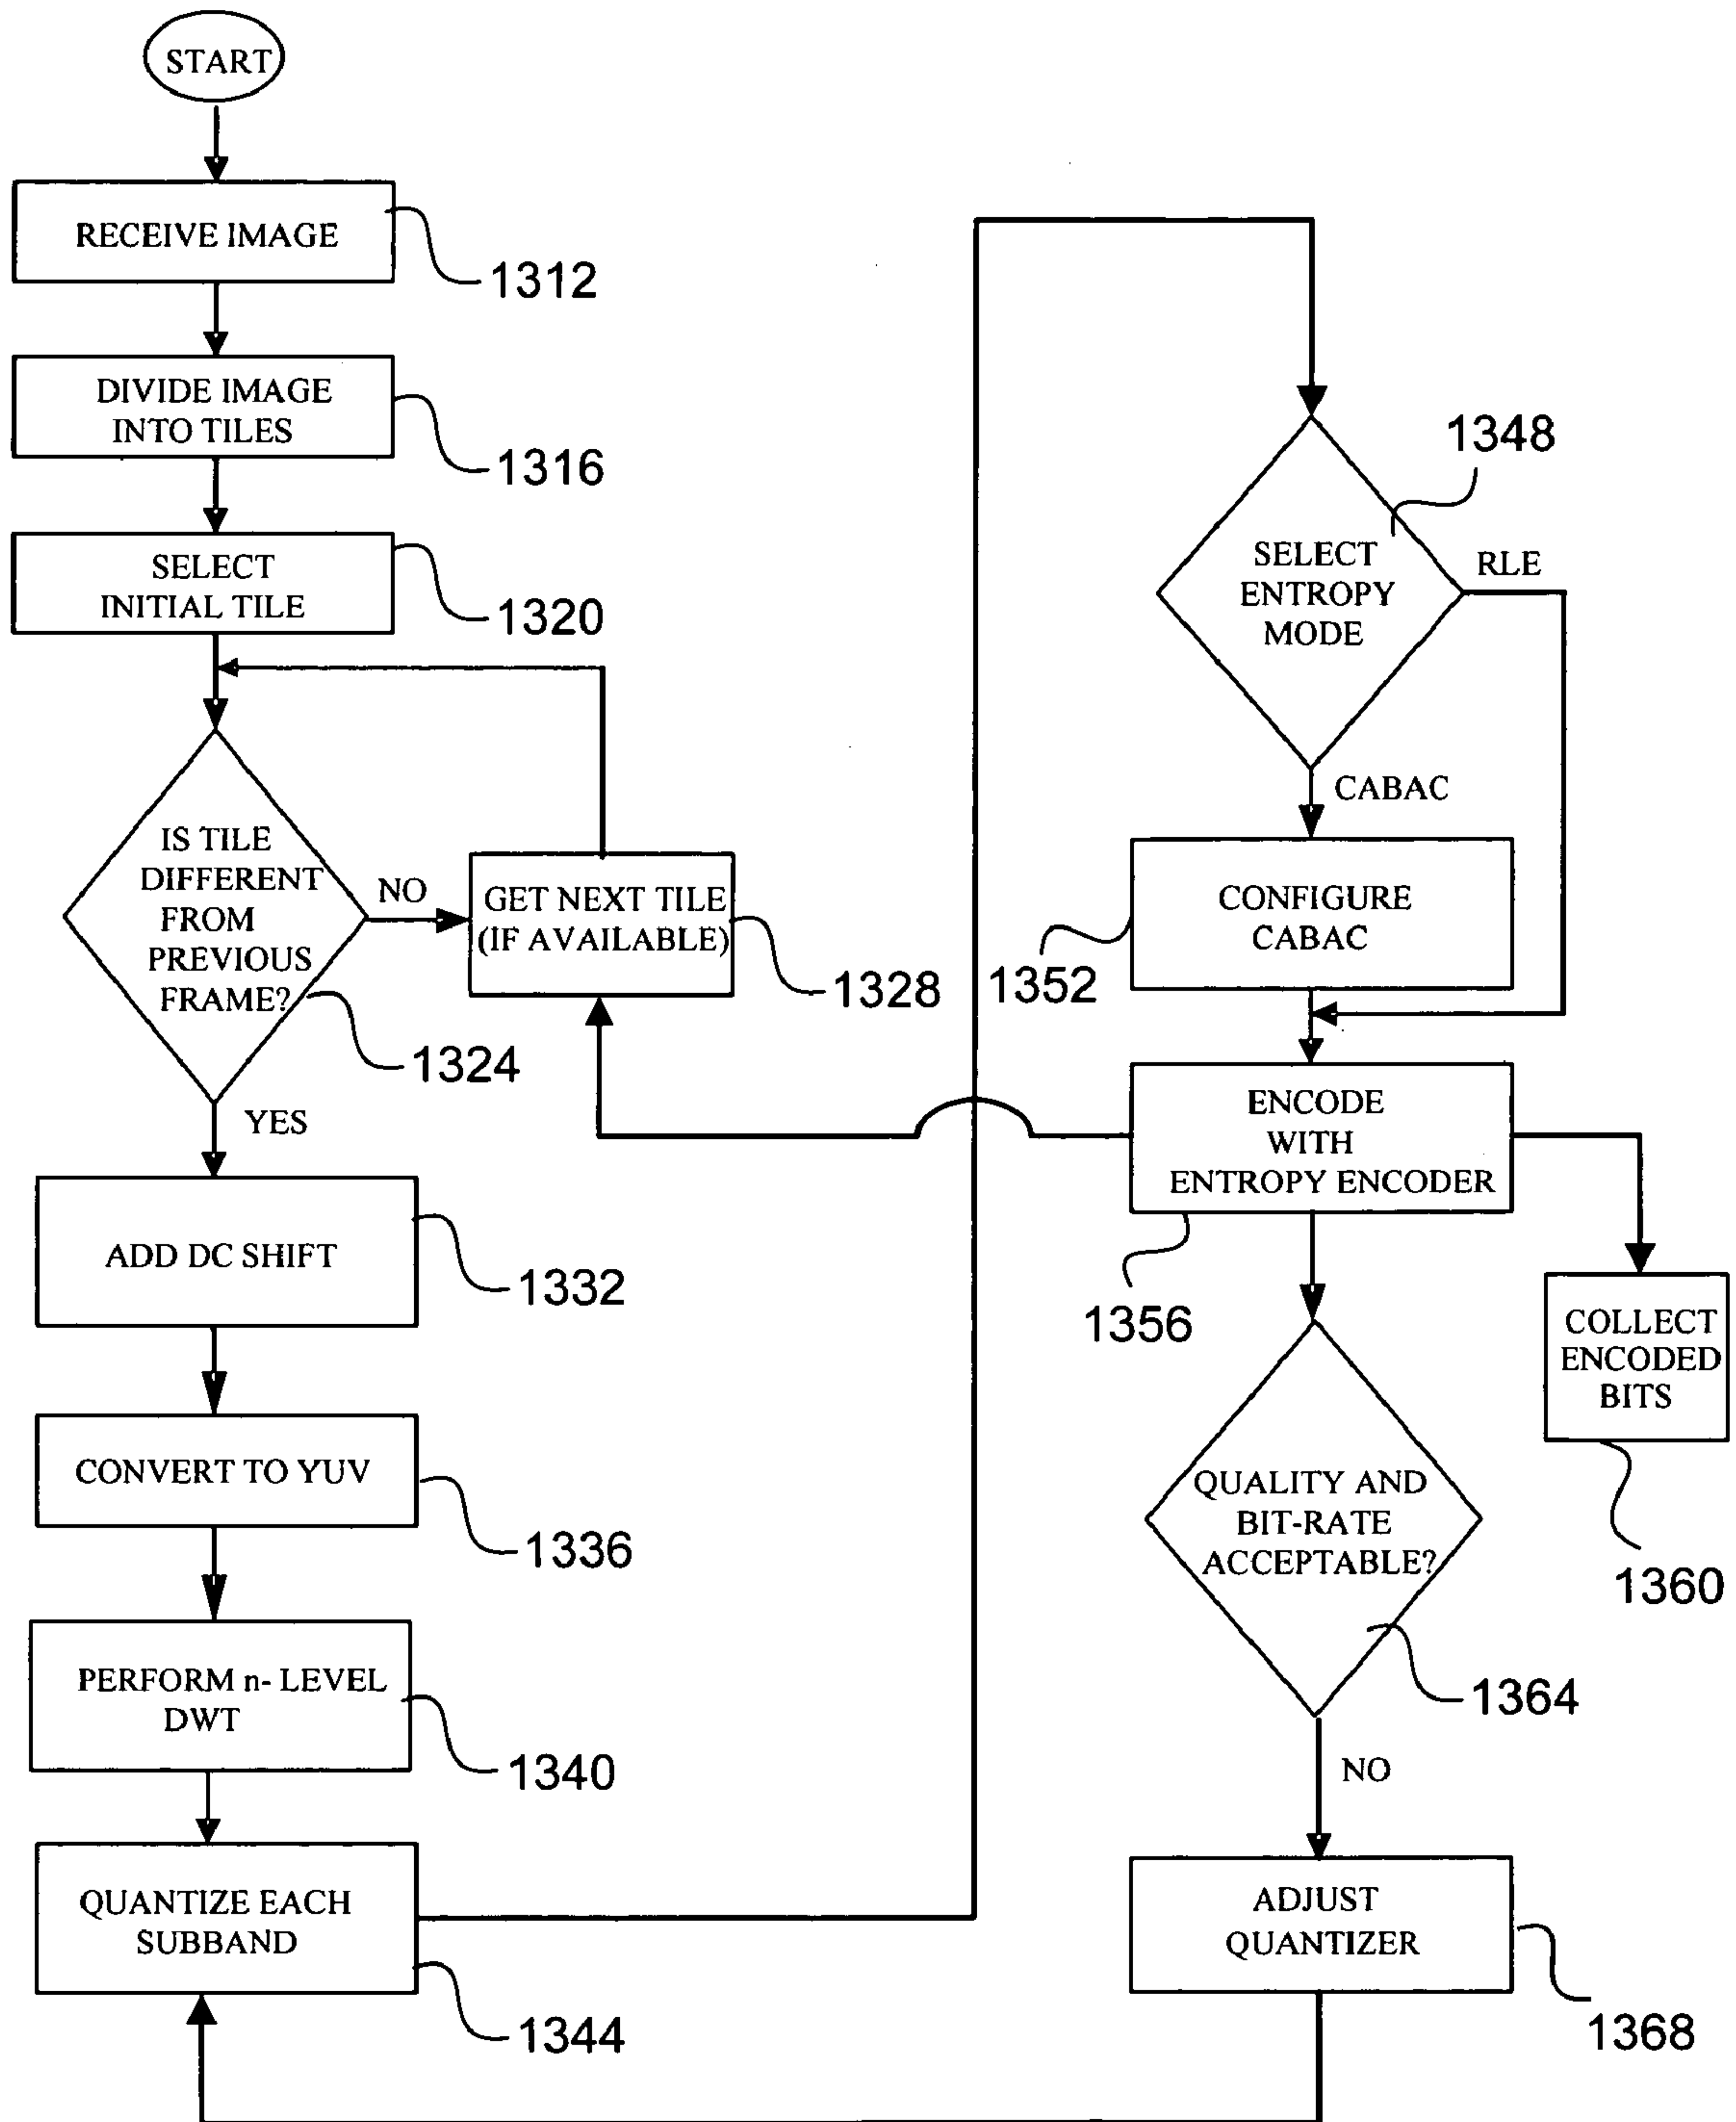 START
RECEIVE IMAGE
1312
DIVIDE IMAGE
INTO TILES
1316
SELECT
INITIAL TILE
1320
IS TILE
DIFFERENT
FROM
PREVIOUS
FRAME?
1324
NO
GET NEXT TILE
(IF AVAILABLE)
1328
YES
ADD DC SHIFT
1332
CONVERT TO YUV
1336
PERFORM n- LEVEL
DWT
1340
QUANTIZE EACH
SUBBAND
1344
1348
SELECT
ENTROPY
MODE
RLE
CABAC
CONFIGURE
CABAC
1352
ENCODE
WITH
ENTROPY ENCODER
1356
COLLECT
ENCODED
BITS
1360
QUALITY AND
BIT-RATE
ACCEPTABLE?
1364
NO
ADJUST
QUANTIZER
1368